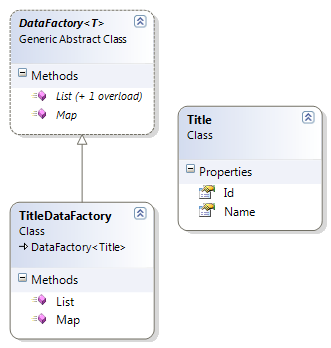 DataFactory<T>
Generic Abstract Class
Methods
List (+ 1 overload)
Map
Title
Class
Properties
Id
Name
TitleDataFactory
Class
DataFactory<Title>
Methods
List
Map